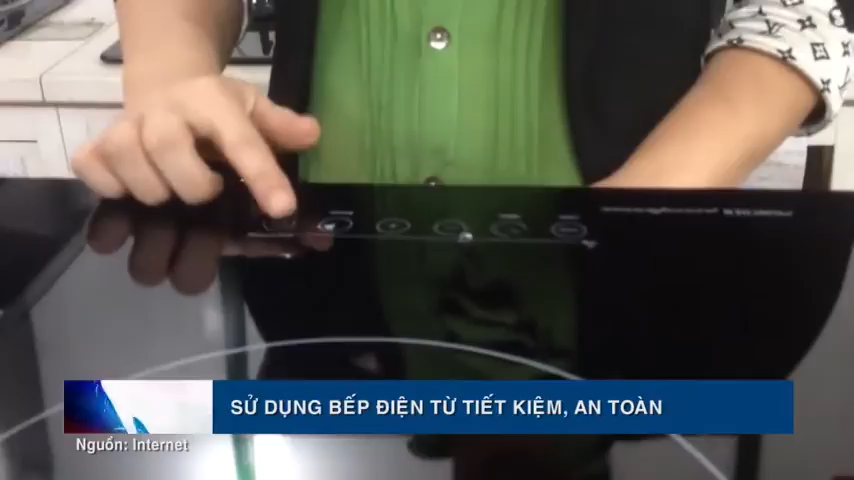 SỬ DỤNG BẾP ĐIỆN TỪ TIẾT KIỆM, AN TOÀN
Nguồn: Internet